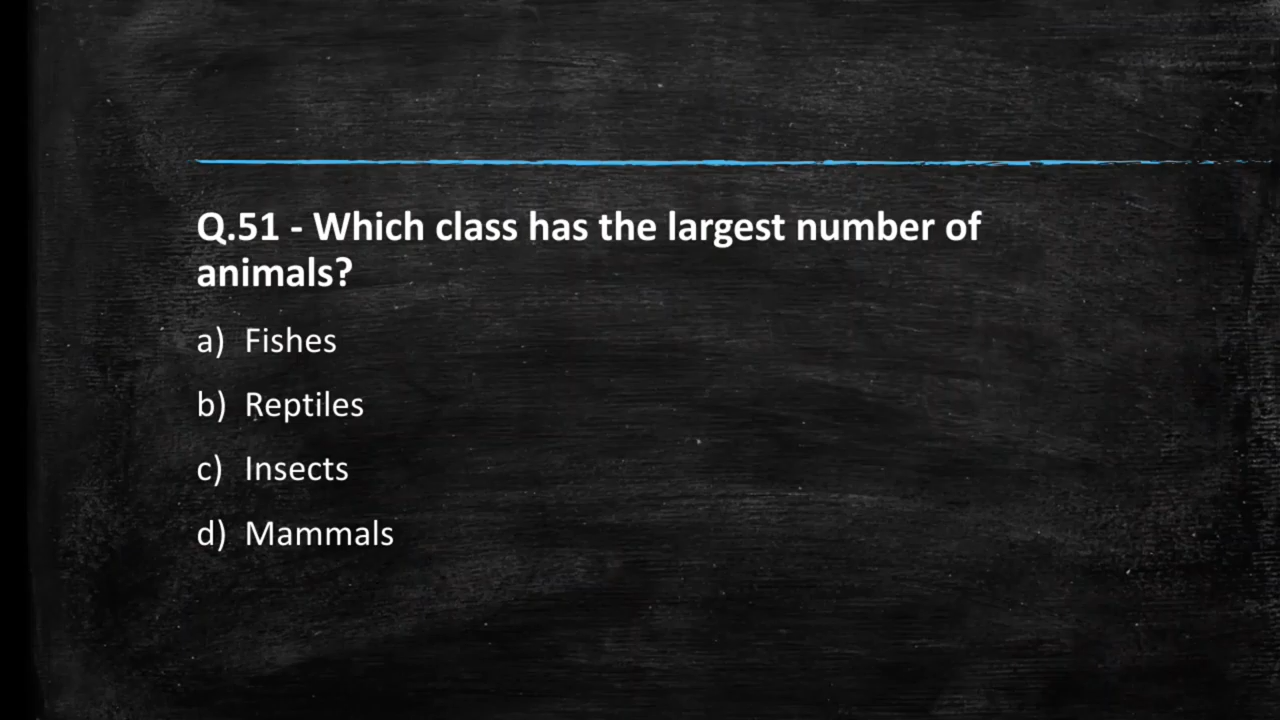 Q.51 - Which class has the largest number of
animals?
a) Fishes
b) Reptiles
c) Insects
d) Mammals